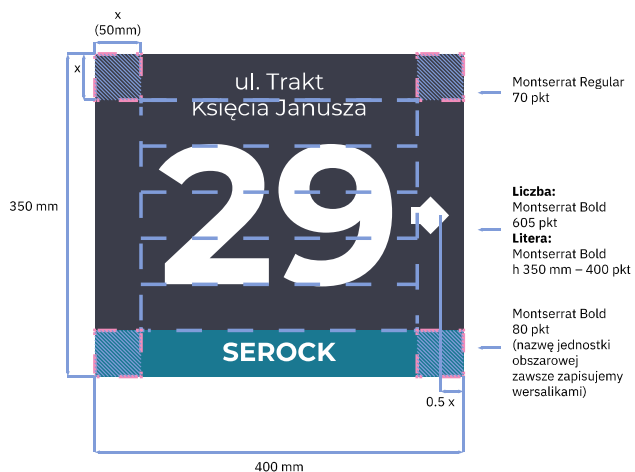 x
(50mm)
x
ul. Trakt
Księcia Janusza
29
SEROCK
350 mm
400 mm
0.5 x
Montserrat Regular
70 pkt
Liczba:
Montserrat Bold
605 pkt
Litera:
Montserrat Bold
h 350 mm – 400 pkt
Montserrat Bold
80 pkt
(nazwę jednostki
obszarowej
zawsze zapisujemy
wersalikami)